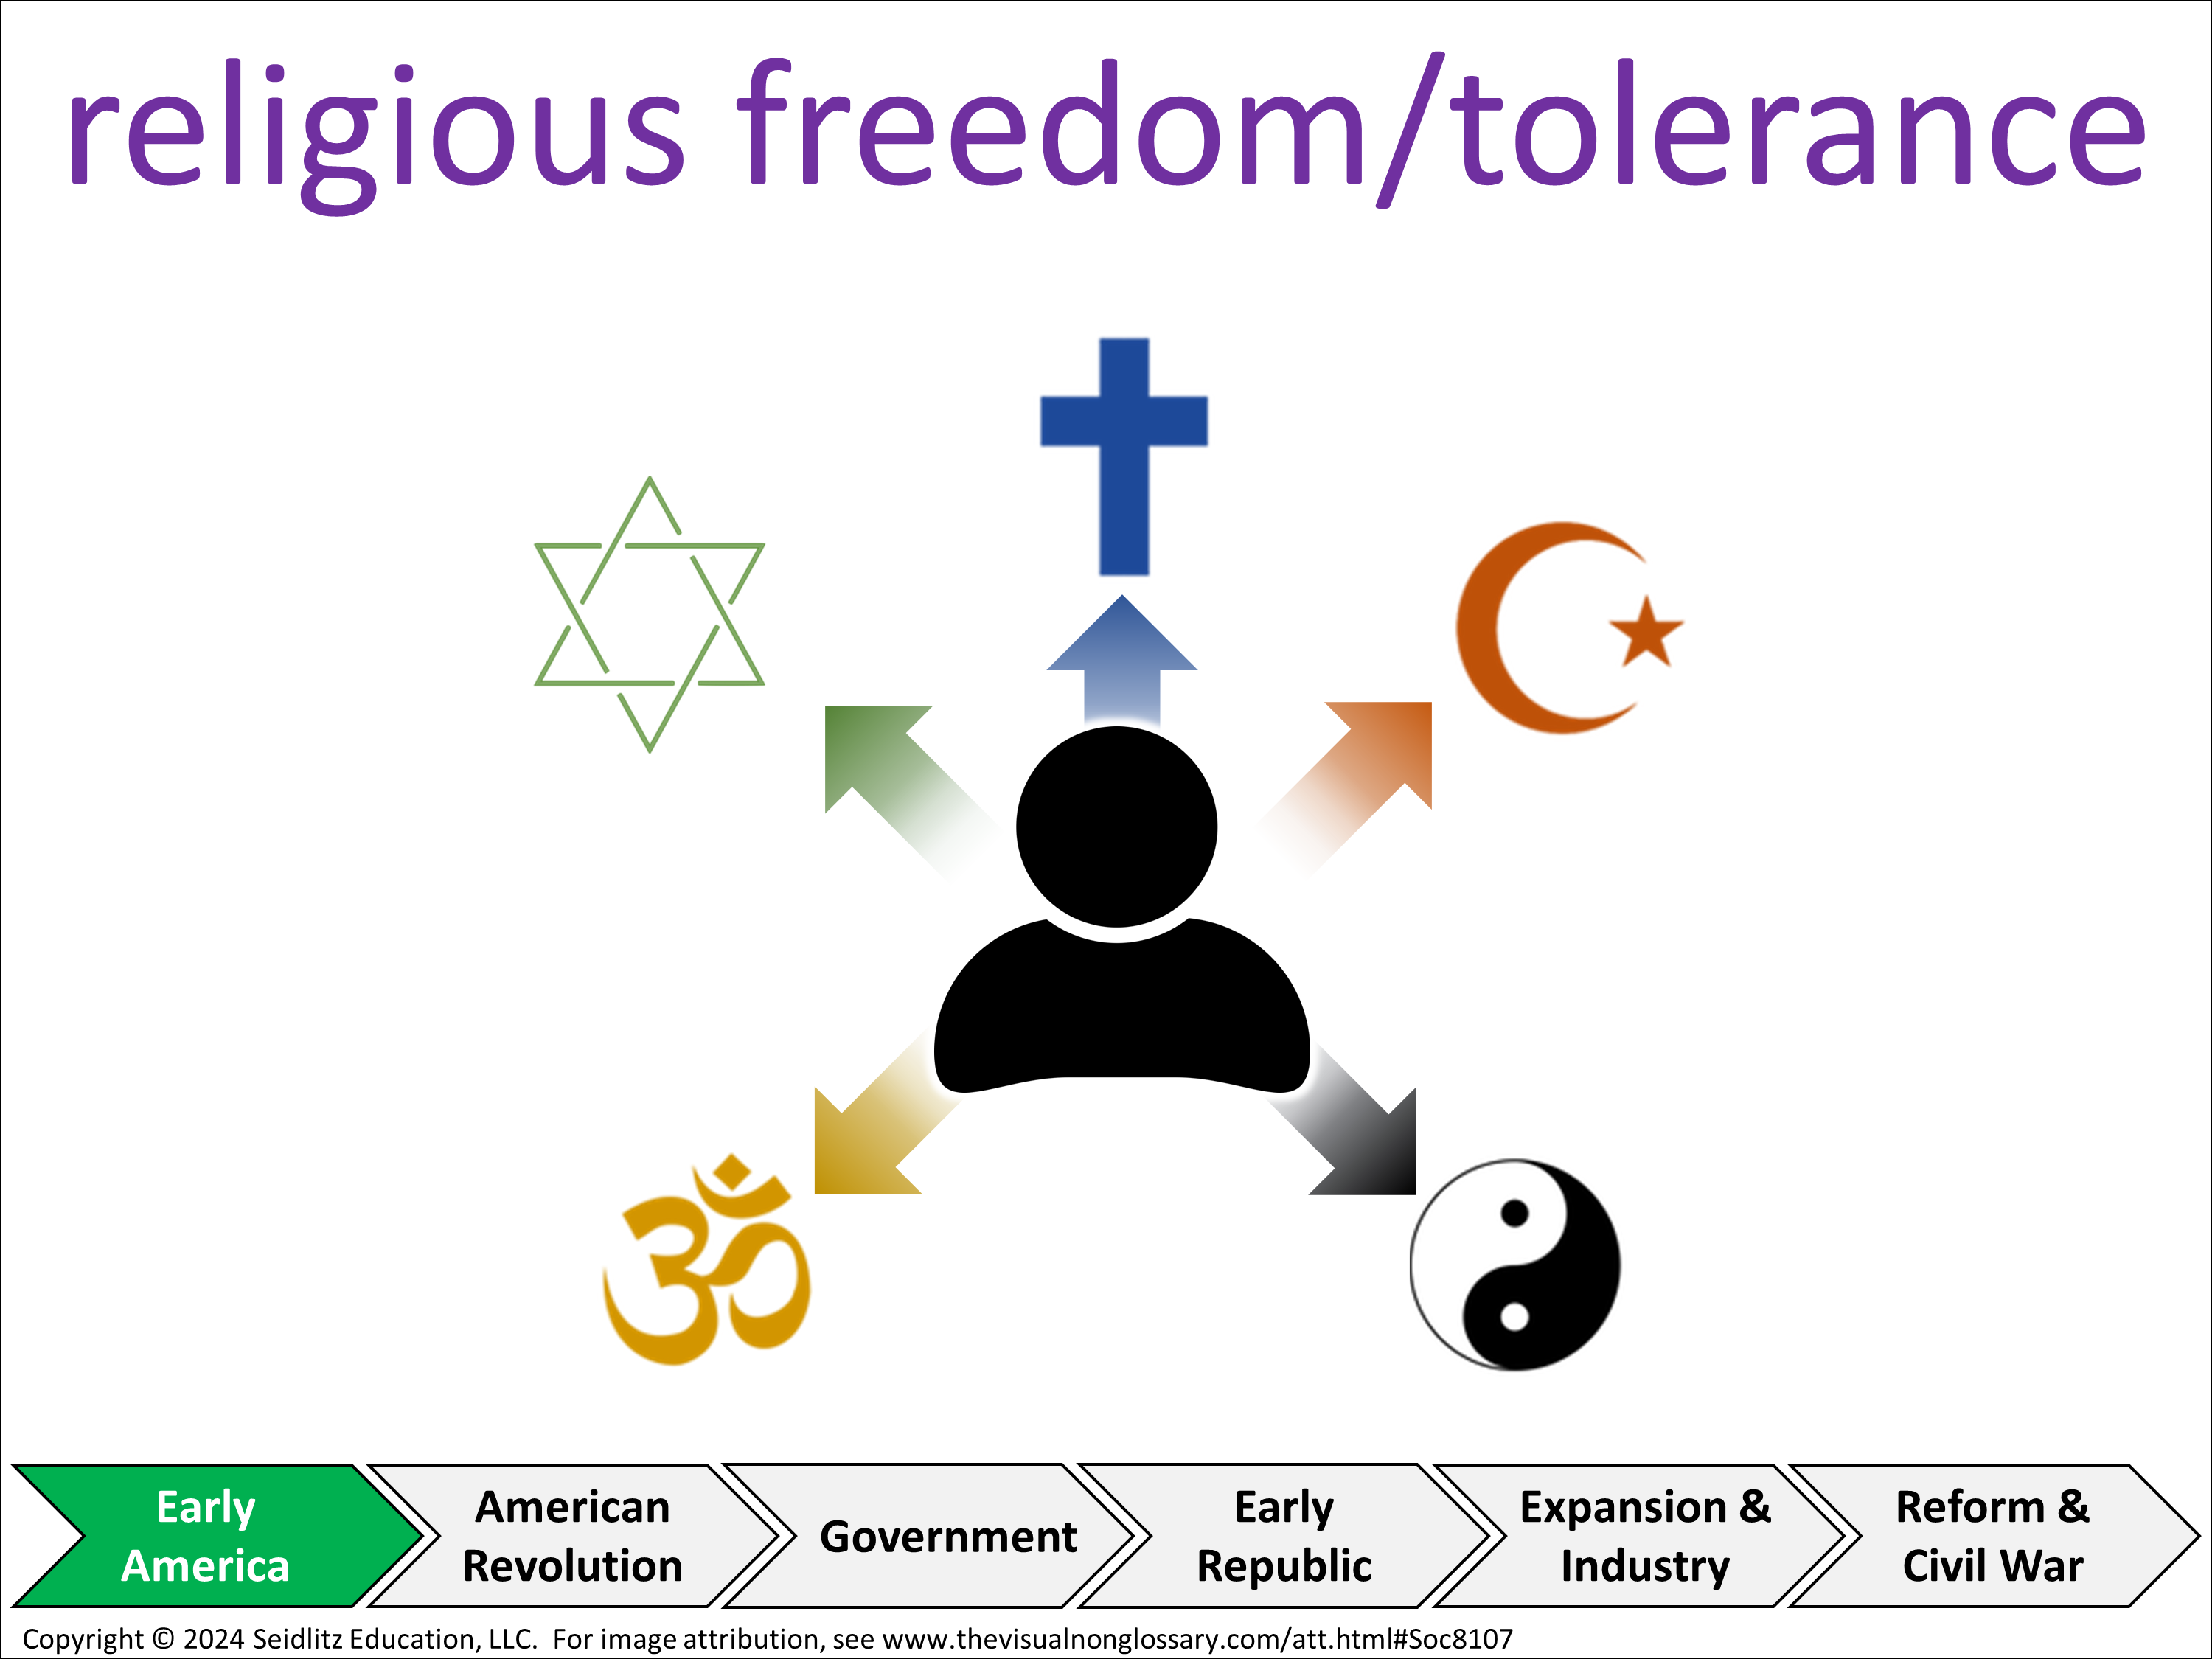 religious freedom/tolerance
ॐ
Early
America
American
Revolution
Government
Early
Republic
Expansion &
Industry
Reform &
Civil War
Copyright © 2024 Seidlitz Education, LLC.  For image attribution, see www.thevisualnonglossary.com/att.html#Soc8107